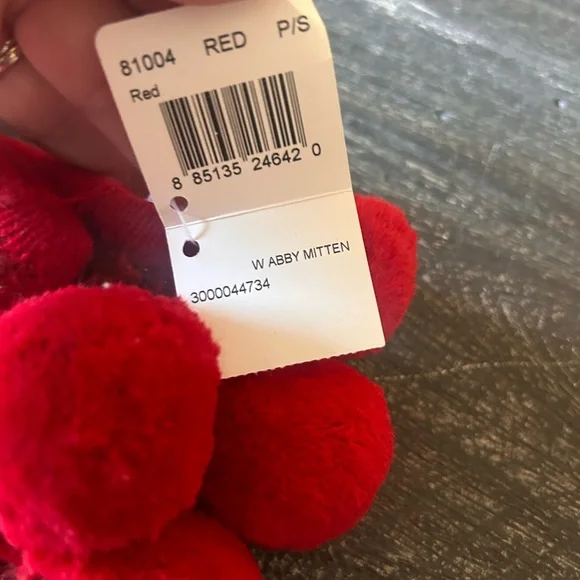 81004 RED P/S
Red
8 85135 24642 0
W ABBY MITTEN
3000044734